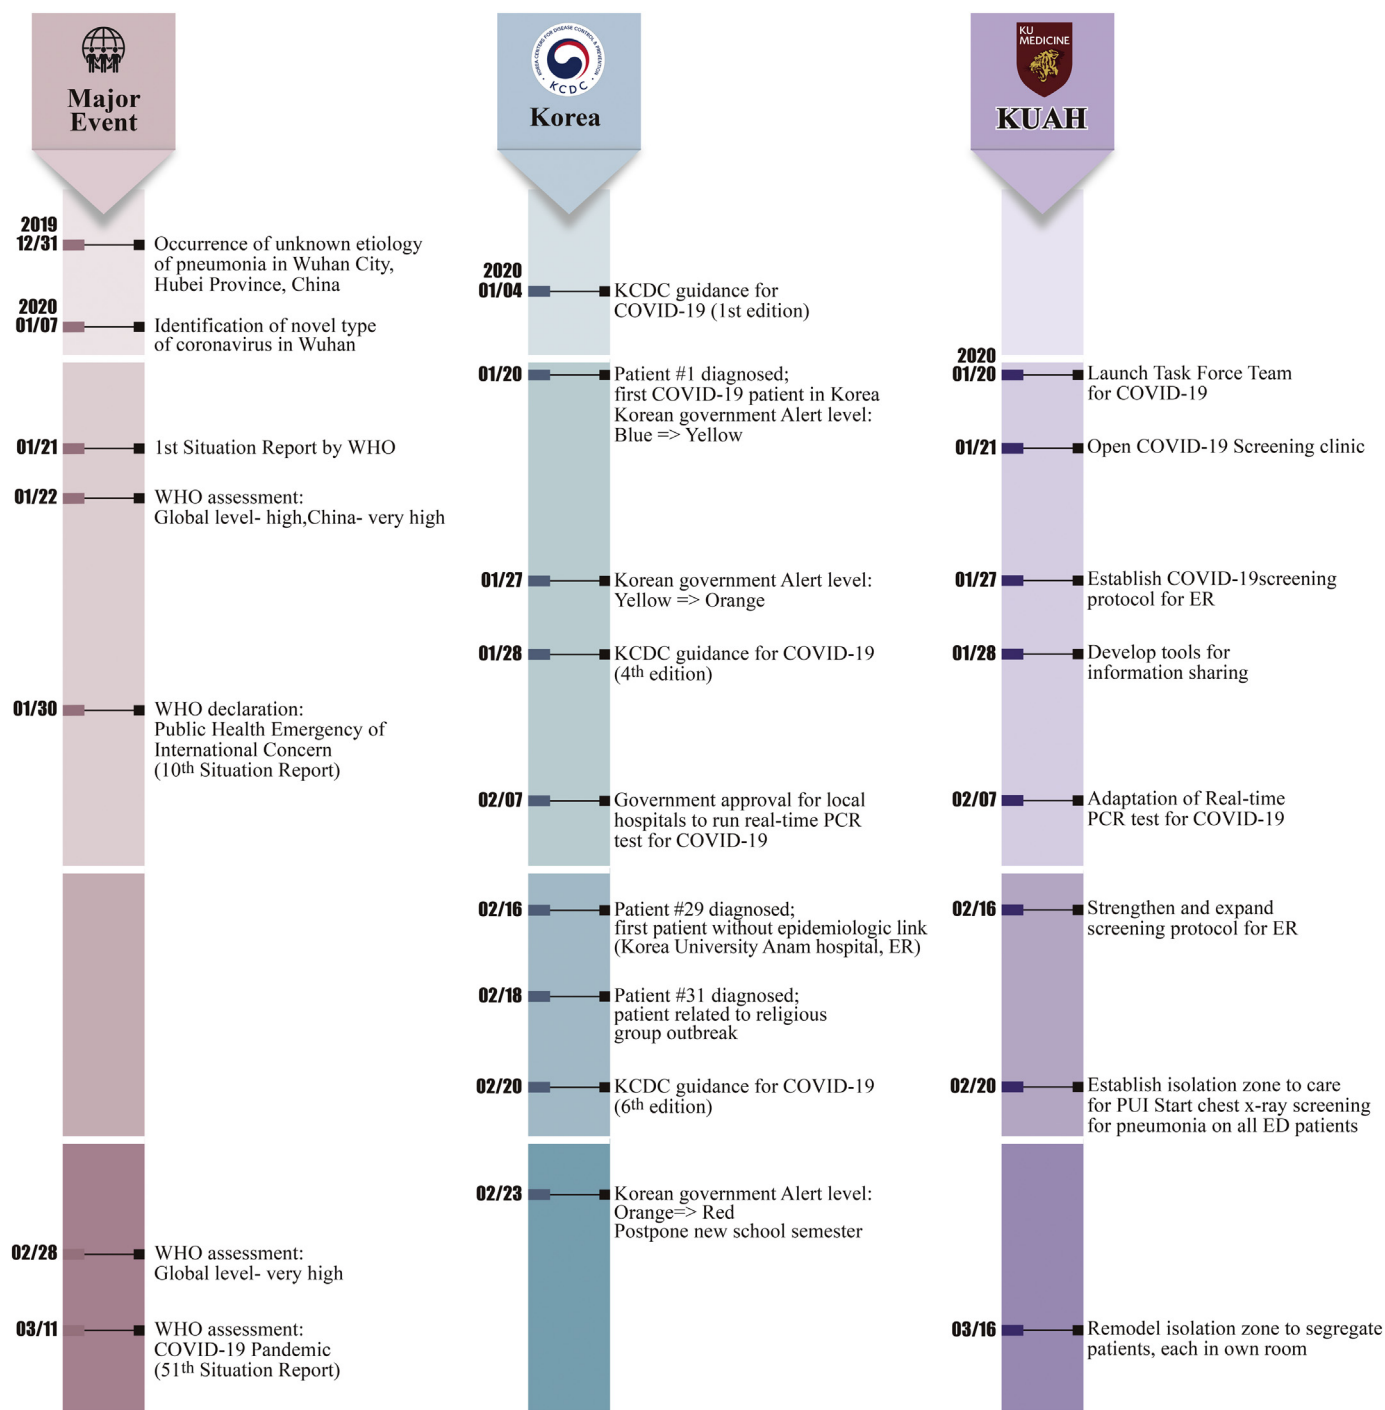 Major
Event
2019
12/31
Occurrence of unknown etiology
of pneumonia in Wuhan City,
Hubei Province, China
2020
01/07
Identification of novel type
of coronavirus in Wuhan
01/21
1st Situation Report by WHO
01/22
WHO assessment:
Global level- high,China- very high
01/30
WHO declaration:
Public Health Emergency of
International Concern
(10th Situation Report)
02/28
WHO assessment:
Global level- very high
03/11
WHO assessment:
COVID-19 Pandemic
(51th Situation Report)
KOREA CENTERS FOR DISEASE CONTROL & PREVENTION
KCDC
Korea
2020
01/04
KCDC guidance for
COVID-19 (1st edition)
01/20
Patient #1 diagnosed;
first COVID-19 patient in Korea
Korean government Alert level:
Blue => Yellow
01/27
Korean government Alert level:
Yellow => Orange
01/28
KCDC guidance for COVID-19
(4th edition)
02/07
Government approval for local
hospitals to run real-time PCR
test for COVID-19
02/16
Patient #29 diagnosed;
first patient without epidemiologic link
(Korea University Anam hospital, ER)
02/18
Patient #31 diagnosed;
patient related to religious
group outbreak
02/20
KCDC guidance for COVID-19
(6th edition)
02/23
Korean government Alert level:
Orange=> Red
Postpone new school semester
KU
MEDICINE
KUAH
2020
01/20
Launch Task Force Team
for COVID-19
01/21
Open COVID-19 Screening clinic
01/27
Establish COVID-19screening
protocol for ER
01/28
Develop tools for
information sharing
02/07
Adaptation of Real-time
PCR test for COVID-19
02/16
Strengthen and expand
screening protocol for ER
02/20
Establish isolation zone to care
for PUI Start chest x-ray screening
for pneumonia on all ED patients
03/16
Remodel isolation zone to segregate
patients, each in own room